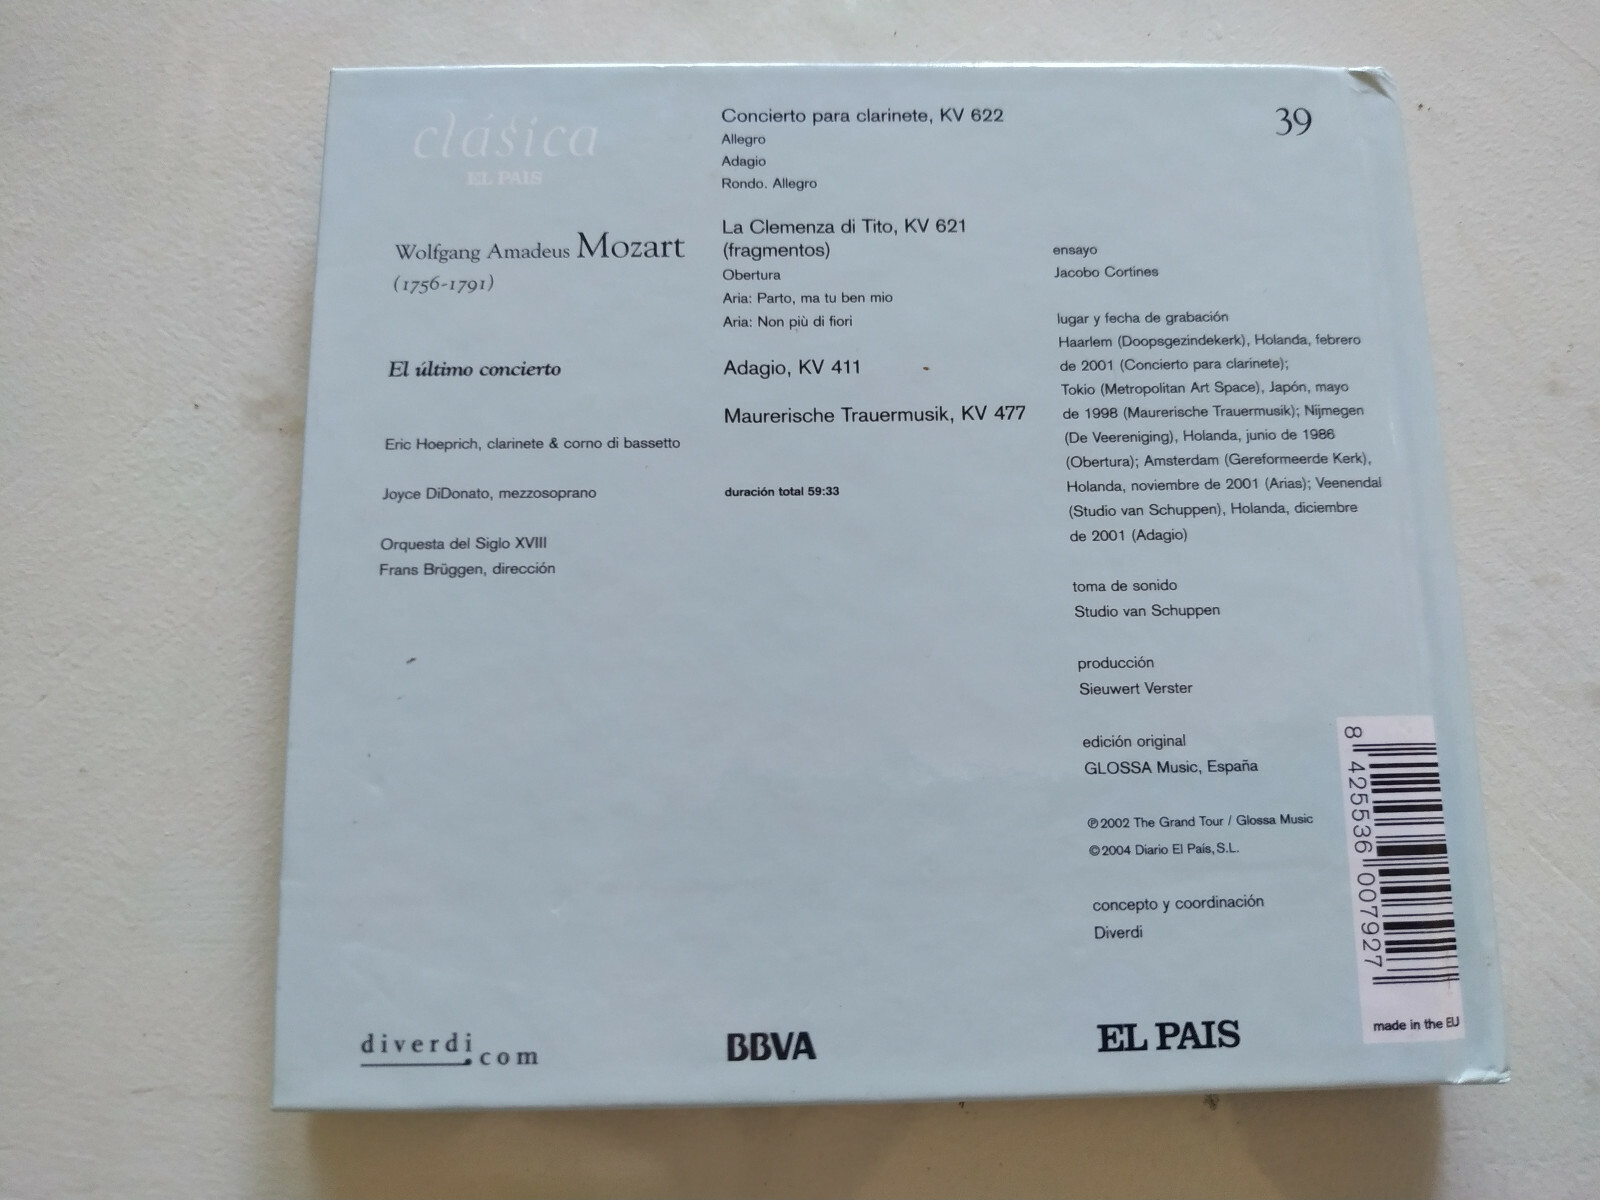 clásica
EL PAIS
Wolfgang Amadeus Mozart
(1756-1791)
El último concierto
Eric Hoeprich, clarinete & corno di bassetto
Joyce DiDonato, mezzosoprano
Orquesta del Siglo XVIII
Frans Brüggen, dirección
Concierto para clarinete, KV 622
Allegro
Adagio
Rondo. Allegro
La Clemenza di Tito, KV 621
(fragmentos)
Obertura
Aria: Parto, ma tu ben mio
Aria: Non più di fiori
Adagio, KV 411
Maurerische Trauermusik, KV 477
duración total 59:33
39
ensayo
Jacobo Cortines
lugar y fecha de grabación
Haarlem (Doopsgezindekerk), Holanda, febrero
de 2001 (Concierto para clarinete);
Tokio (Metropolitan Art Space), Japón, mayo
de 1998 (Maurerische Trauermusik); Nijmegen
(De Veereniging), Holanda, junio de 1986
(Obertura); Amsterdam (Gereformeerde Kerk),
Holanda, noviembre de 2001 (Arias); Veenendal
(Studio van Schuppen), Holanda, diciembre
de 2001 (Adagio)
toma de sonido
Studio van Schuppen
producción
Sieuwert Verster
edición original
GLOSSA Music, España
℗ 2002 The Grand Tour / Glossa Music
© 2004 Diario El País, S.L.
concepto y coordinación
Diverdi
8 425536 007927
made in the EU
diverdi.com
BBVA
EL PAIS